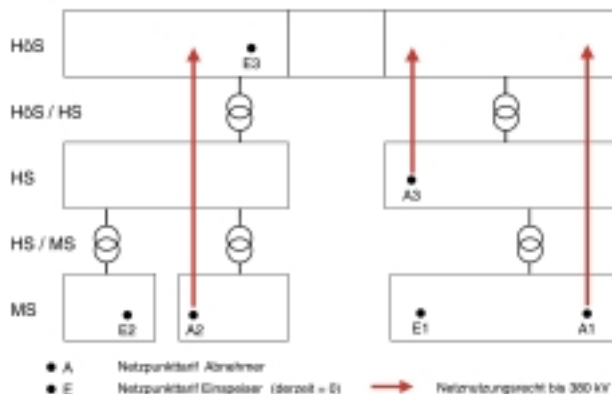 HöS
E3
HöS / HS
HS
A3
HS / MS
MS
E2
A2
E1
A1
A Netzpunkttarif Abnehmer
E Netzpunkttarif Einspeiser (derzeit = 0) Netznutzungsrecht bis 380 kV